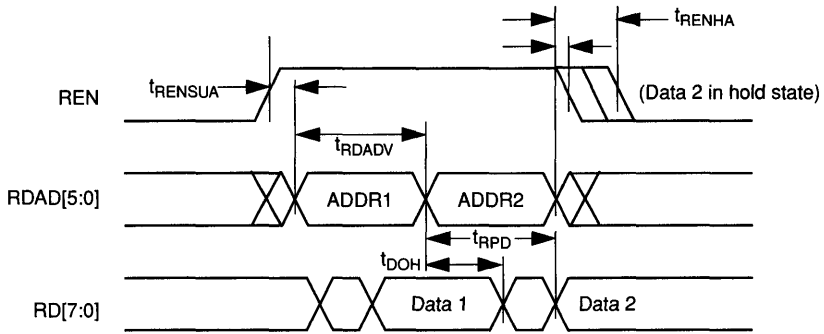 tRENHA
REN
tRENSUA
(Data 2 in hold state)
tRDADV
RDAD[5:0]
ADDR1
ADDR2
tRPD
tDOH
RD[7:0]
Data 1
Data 2